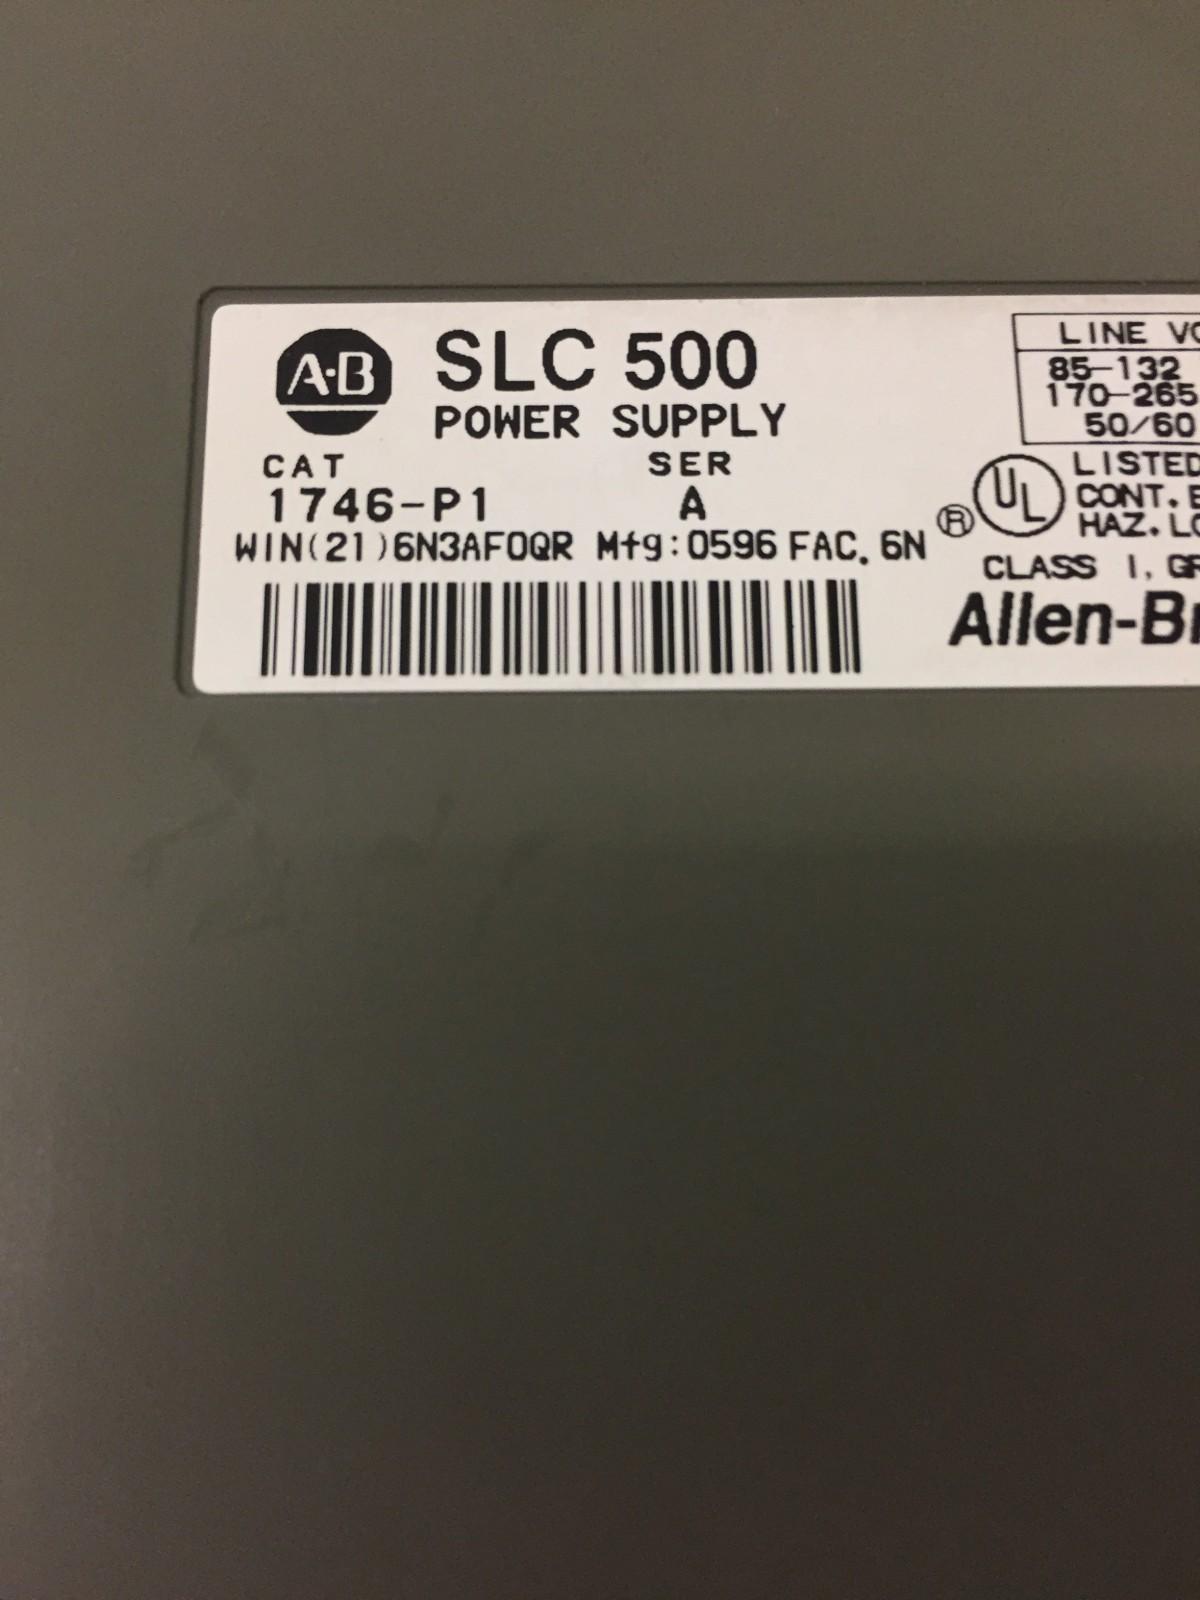 A·B SLC 500
POWER SUPPLY
CAT SER
1746-P1 A
WIN(21)6N3AF0QR Mfg:0596 FAC. 6N
LINE
85-132
170-265
50/60
® UL LISTED
CONT.
HAZ.
CLASS I,
Allen-